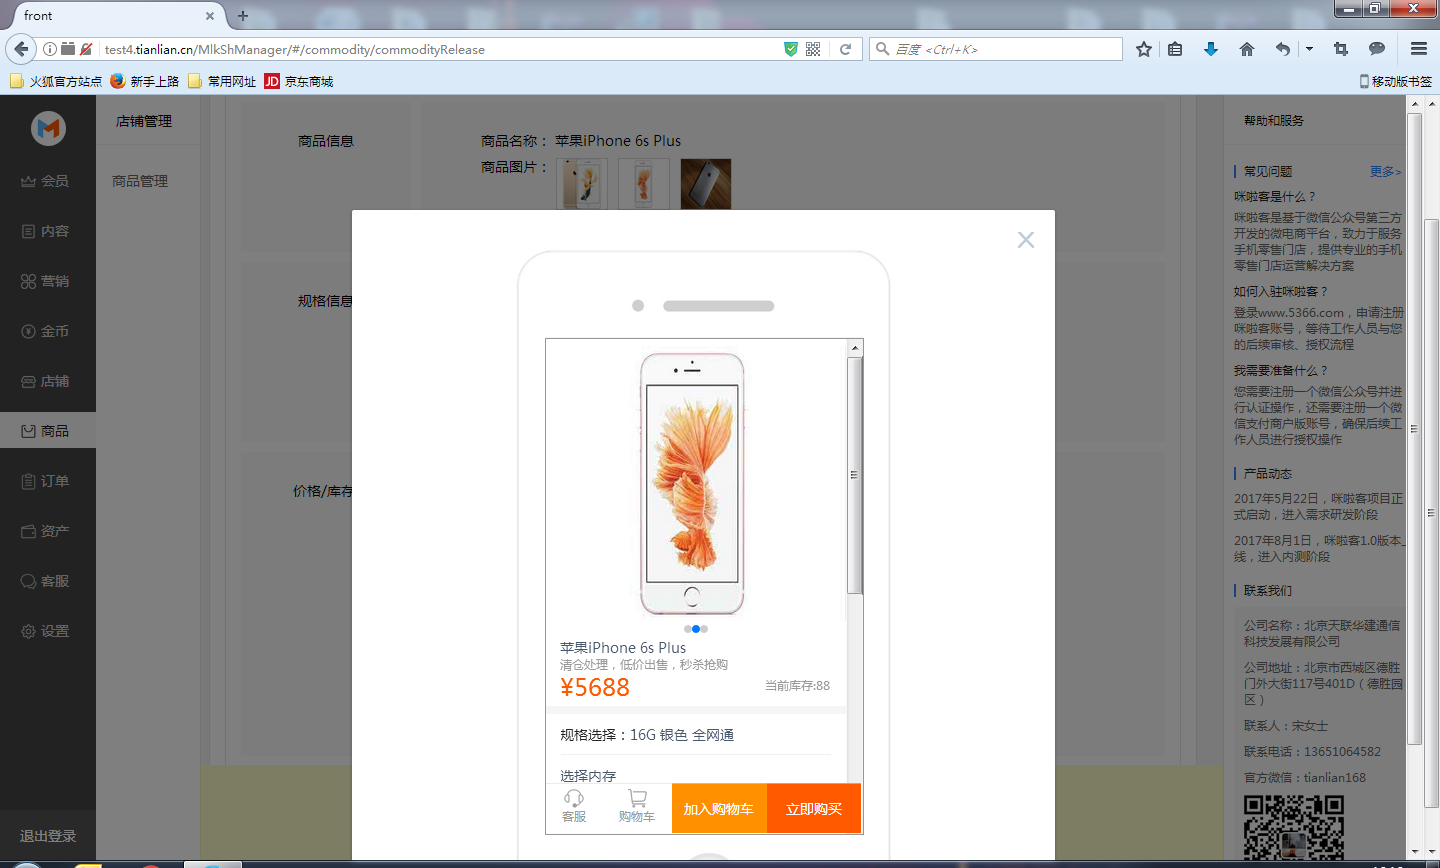 front
test4.tianlian.cn/MlkShManager/#/commodity/commodityRelease
百度 <Ctrl+K>
火狐官方站点
新手上路
常用网址
JD 京东商城
移动版书签
会员
内容
营销
金币
店铺
商品
订单
资产
客服
设置
退出登录
店铺管理
商品管理
商品信息
商品名称： 苹果iPhone 6s Plus
商品图片：
规格信息
价格/库存
苹果iPhone 6s Plus
清仓处理，低价出售，秒杀抢购
¥5688
当前库存:88
规格选择：16G 银色 全网通
选择内存
客服
购物车
加入购物车
立即购买
帮助和服务
常见问题
更多>
咪啦客是什么？
咪啦客是基于微信公众号第三方
开发的微电商平台，致力于服务
手机零售门店，提供专业的手机
零售门店运营解决方案
如何入驻咪啦客？
登录www.5366.com，申请注册
咪啦客账号，等待工作人员与您
的后续审核、授权流程
我需要准备什么？
您需要注册一个微信公众号并进
行认证操作，还需要注册一个微
信支付商户版账号，确保后续工
作人员进行授权操作
产品动态
2017年5月22日，咪啦客项目正
式启动，进入需求研发阶段
2017年8月1日，咪啦客1.0版本上
线，进入内测阶段
联系我们
公司名称：北京天联华建通信
科技发展有限公司
公司地址：北京市西城区德胜
门外大街117号401D（德胜园
区）
联系人：宋女士
联系电话：13651064582
官方微信：tianlian168